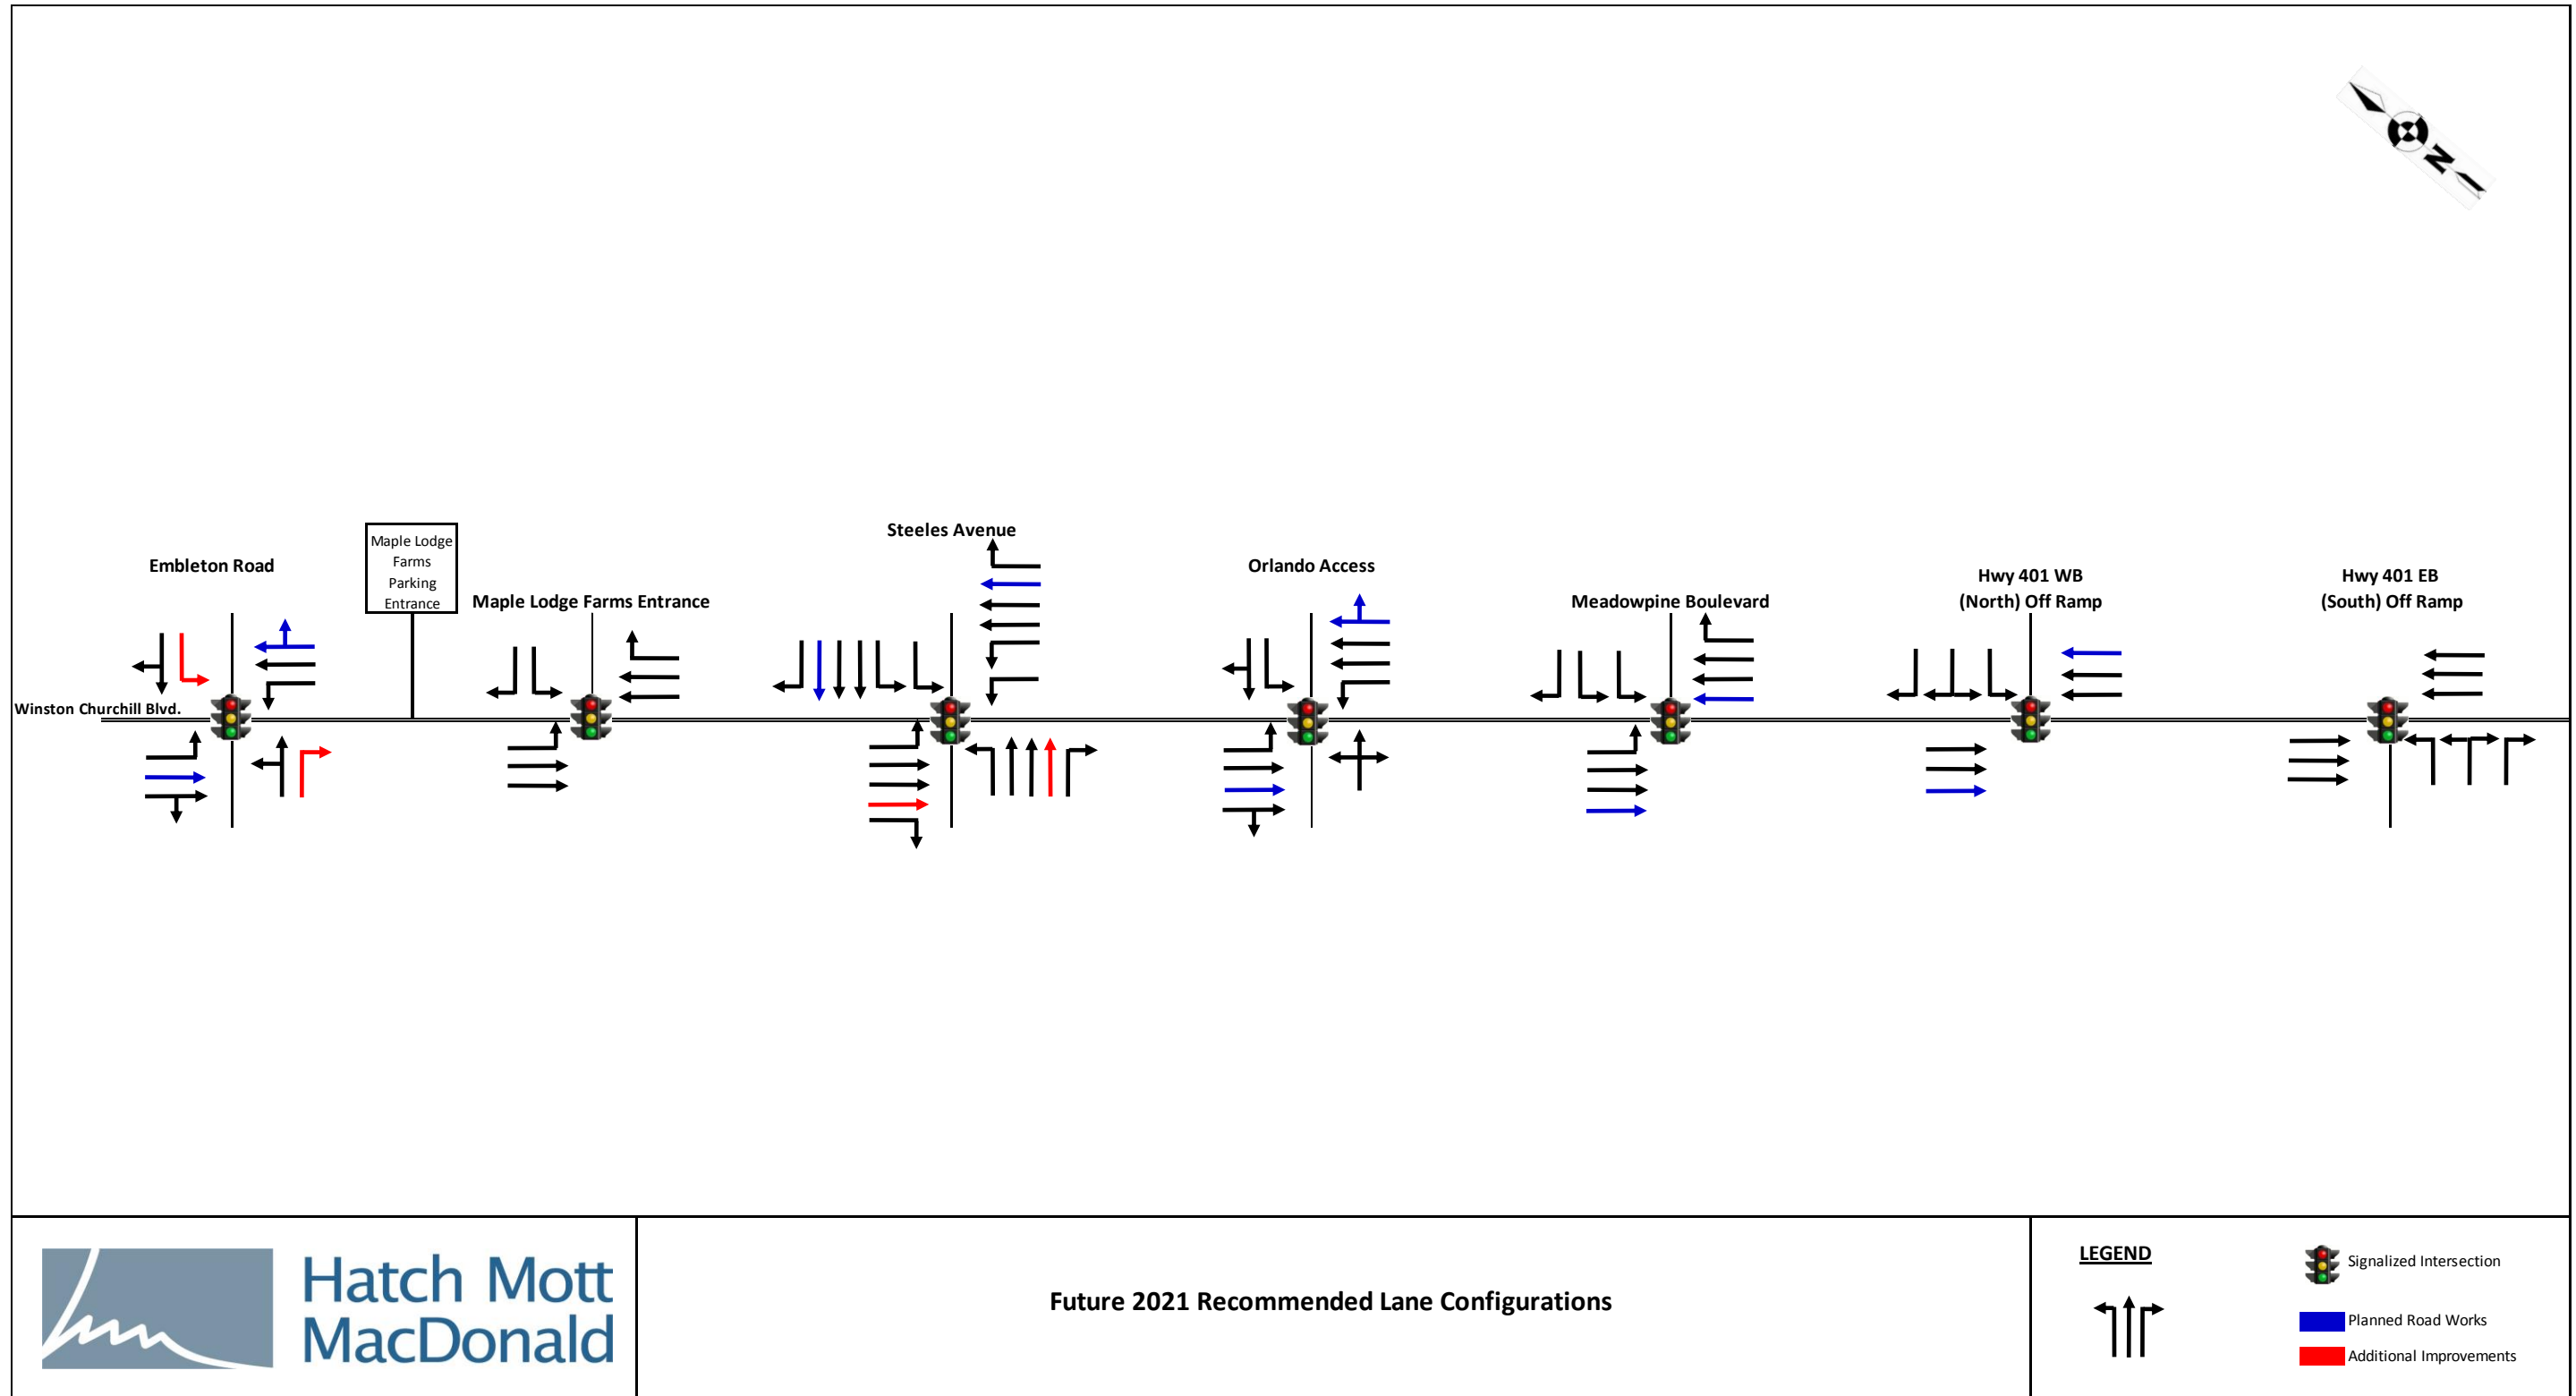 N
Steeles Avenue
Embleton Road
Maple Lodge
Farms
Parking
Entrance
Maple Lodge Farms Entrance
Orlando Access
Meadowpine Boulevard
Hwy 401 WB
(North) Off Ramp
Hwy 401 EB
(South) Off Ramp
Winston Churchill Blvd.
Hatch Mott
MacDonald
Future 2021 Recommended Lane Configurations
LEGEND
Signalized Intersection
Planned Road Works
Additional Improvements